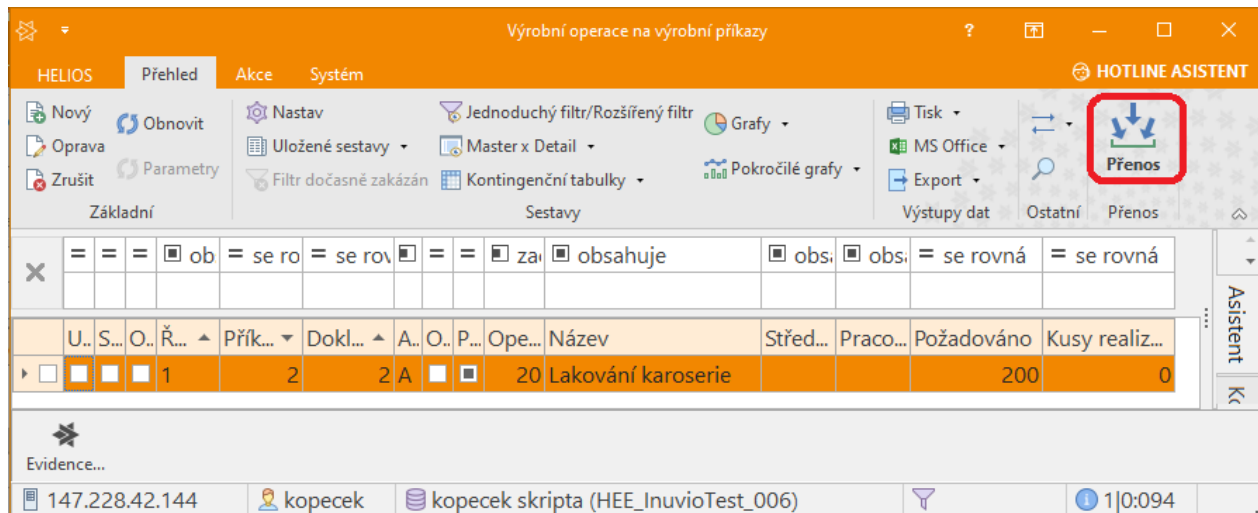 Výrobní operace na výrobní příkazy ?
HELIOS Přehled Akce Systém HOTLINE ASISTENT
Nový
Oprava
Zrušit
Obnovit
Parametry
Základní
Nastav
Uložené sestavy
Filtr dočasné zakázán
Jednoduchý filtr/Rozšířený filtr
Master x Detail
Kontingenční tabulky
Grafy
Pokročilé grafy
Sestavy
Tisk
MS Office
Export
Výstupy dat
Ostatní
Přenos
Přenos
= = = ob = se ro = se rov = = za obsahuje obs obs = se rovná = se rovná
U.. S.. O.. Ř... Přík... Dokl... A.. O.. P... Ope... Název Střed... Praco... Požadováno Kusy realiz...
1 2 2 A 20 Lakování karoserie 200 0
Asistent
Evidence...
147.228.42.144 kopecek kopecek skripta (HEE_InuvioTest_006) 1|0:094